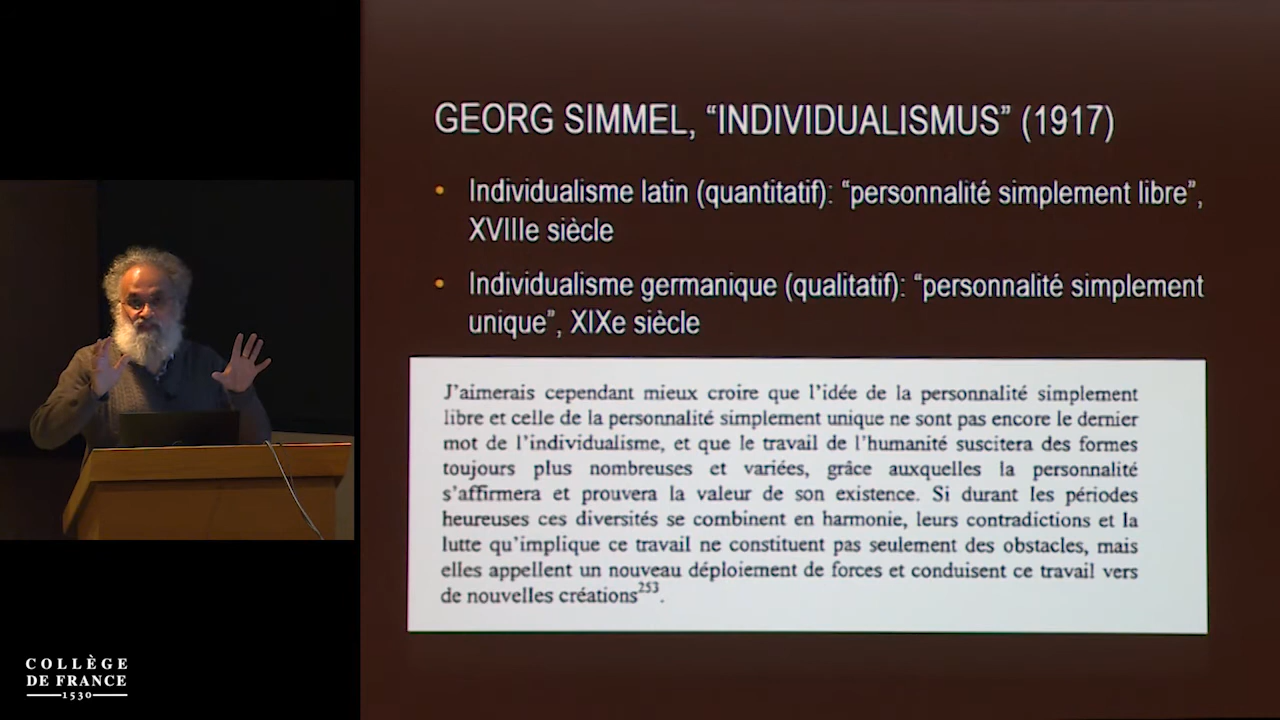 GEORG SIMMEL, “INDIVIDUALISMUS” (1917)
• Individualisme latin (quantitatif): “personnalité simplement libre”,
XVIIIe siècle
• Individualisme germanique (qualitatif): “personnalité simplement
unique”, XIXe siècle
J’aimerais cependant mieux croire que l’idée de la personnalité simplement
libre et celle de la personnalité simplement unique ne sont pas encore le dernier
mot de l’individualisme, et que le travail de l’humanité suscitera des formes
toujours plus nombreuses et variées, grâce auxquelles la personnalité
s’affirmera et prouvera la valeur de son existence. Si durant les périodes
heureuses ces diversités se combinent en harmonie, leurs contradictions et la
lutte qu’implique ce travail ne constituent pas seulement des obstacles, mais
elles appellent un nouveau déploiement de forces et conduisent ce travail vers
de nouvelles créations253.
COLLÈGE
DE FRANCE
1530